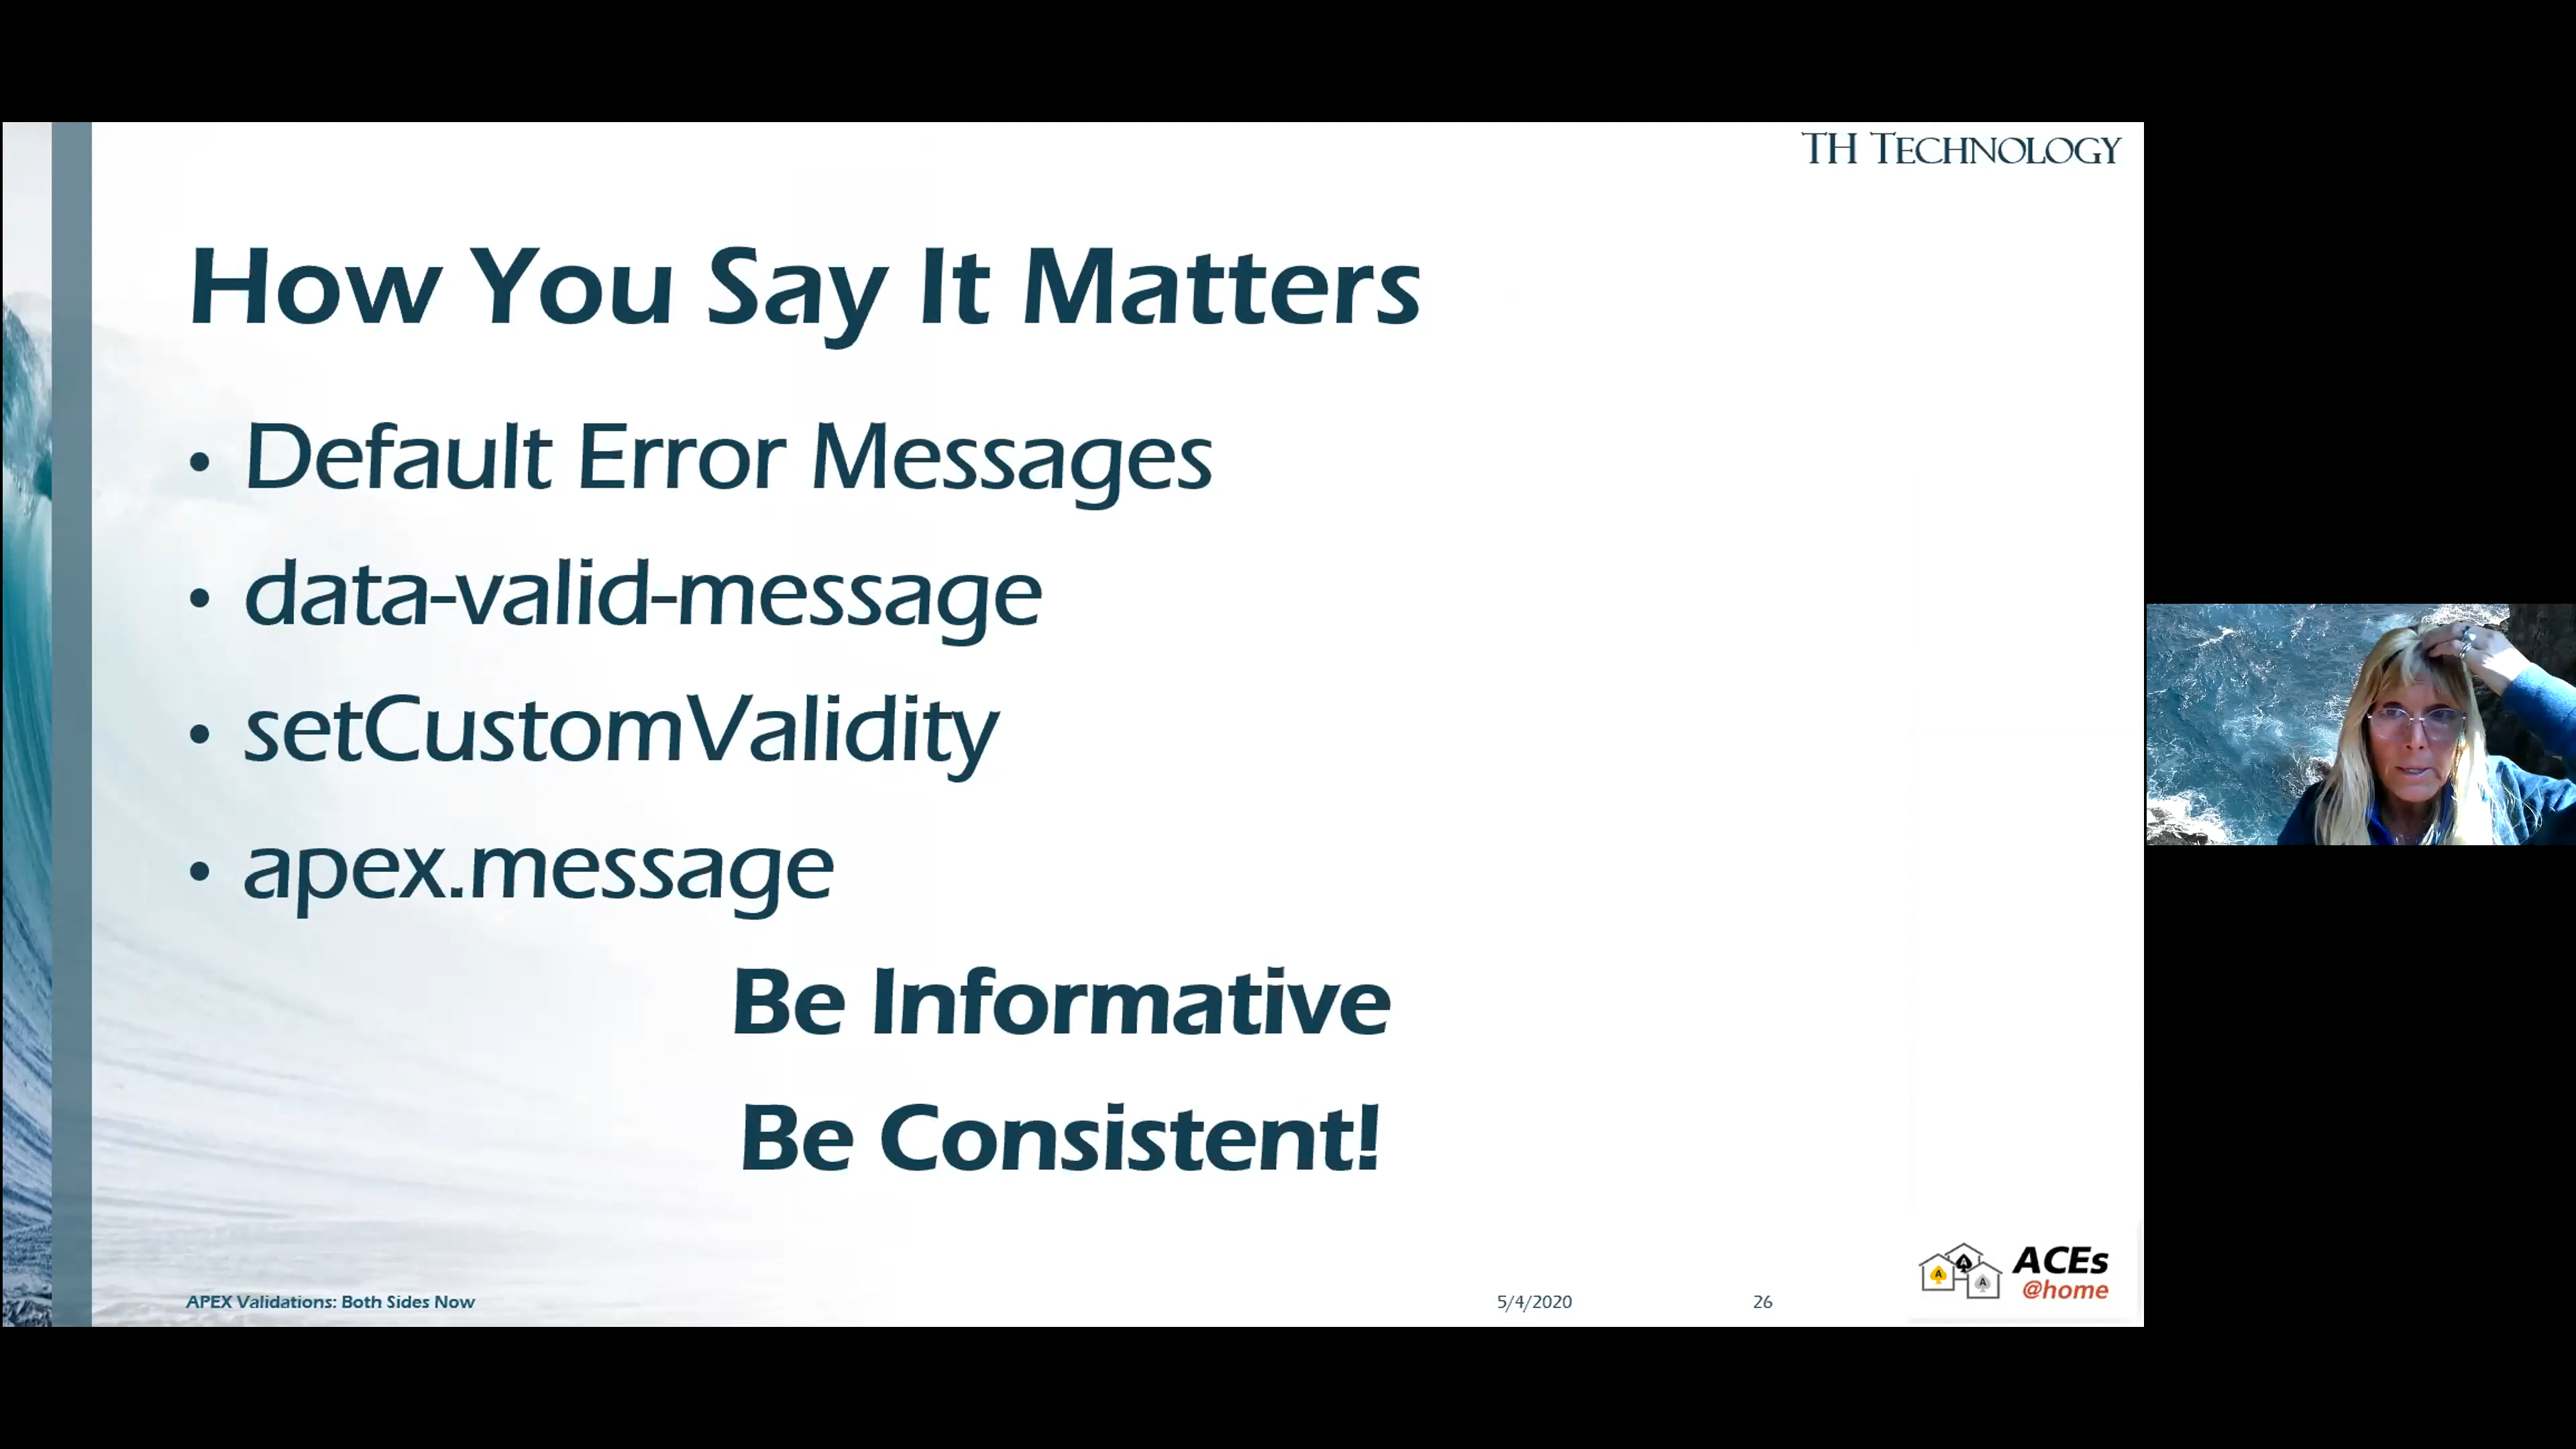 TH TECHNOLOGY
How You Say It Matters
• Default Error Messages
• data-valid-message
• setCustomValidity
• apex.message
Be Informative
Be Consistent!
APEX Validations: Both Sides Now
5/4/2020
26
A A A
ACEs
@home